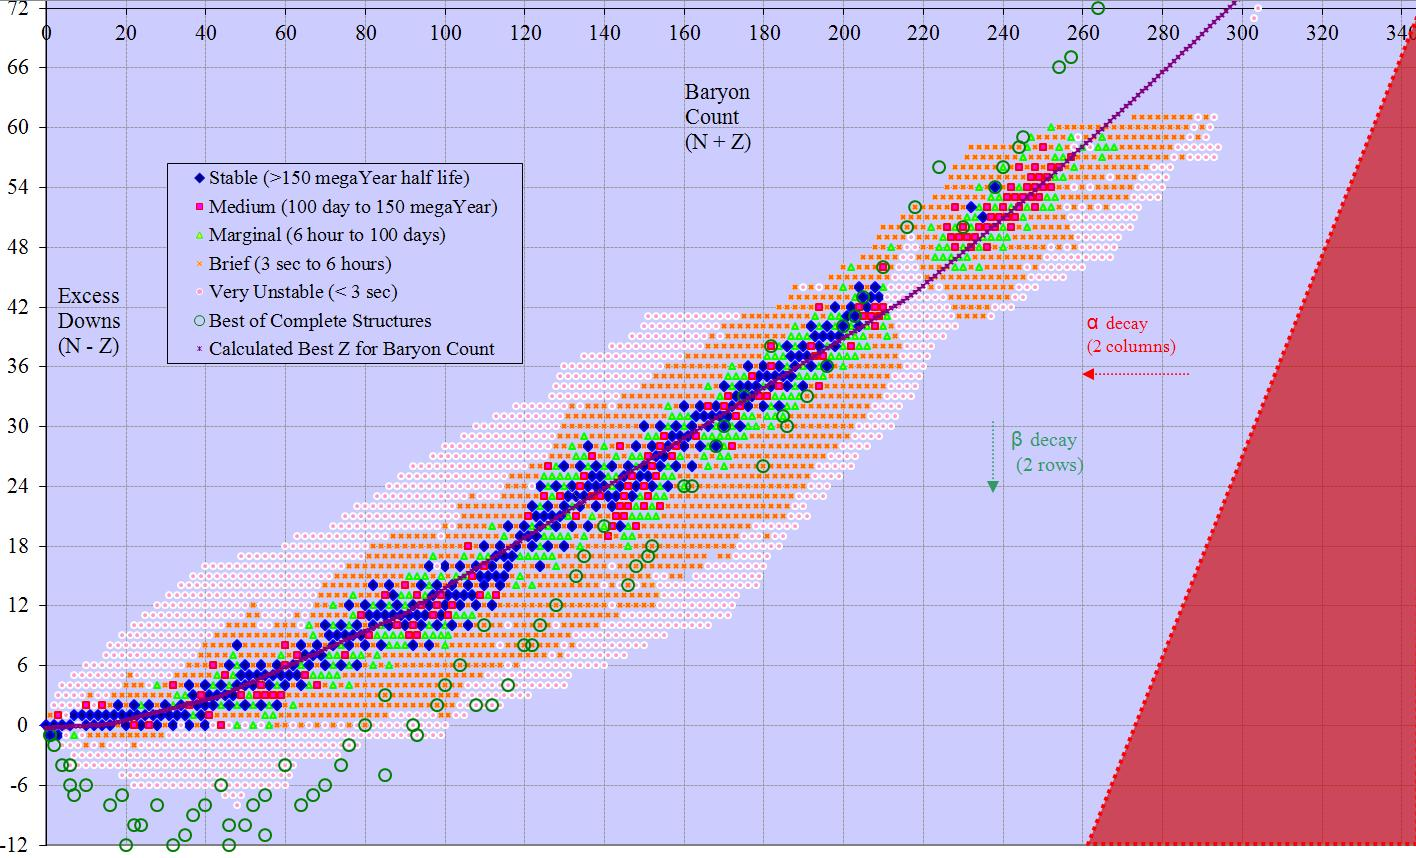 72
0 20 40 60 80 100 120 140 160 180 200 220 240 260 280 300 320 340
66
Baryon
Count
(N + Z)
60
Stable (>150 megaYear half life)
54
Medium (100 day to 150 megaYear)
Marginal (6 hour to 100 days)
48
Brief (3 sec to 6 hours)
Very Unstable (< 3 sec)
Excess
Downs
(N - Z)
42
Best of Complete Structures
Calculated Best Z for Baryon Count
α decay
(2 columns)
36
30
β decay
(2 rows)
24
18
12
6
0
-6
-12